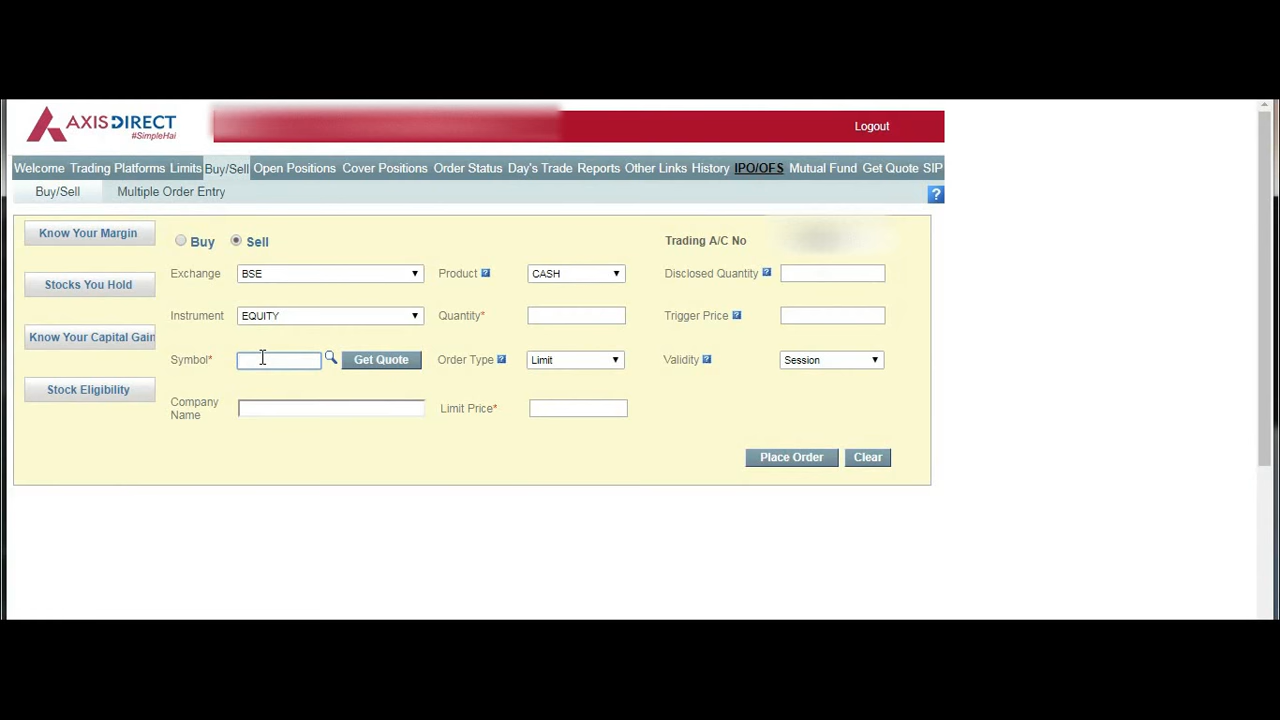 AXISDIRECT
#SimpleHai
Logout
Welcome Trading Platforms Limits Buy/Sell Open Positions Cover Positions Order Status Day's Trade Reports Other Links History IPO/OFS Mutual Fund Get Quote SIP
Buy/Sell Multiple Order Entry ?
Know Your Margin
Stocks You Hold
Know Your Capital Gain
Stock Eligibility
Buy Sell Trading A/C No
Exchange BSE Product ? CASH Disclosed Quantity ?
Instrument EQUITY Quantity* Trigger Price ?
Symbol* Get Quote Order Type ? Limit Validity ? Session
Company Name Limit Price*
Place Order Clear